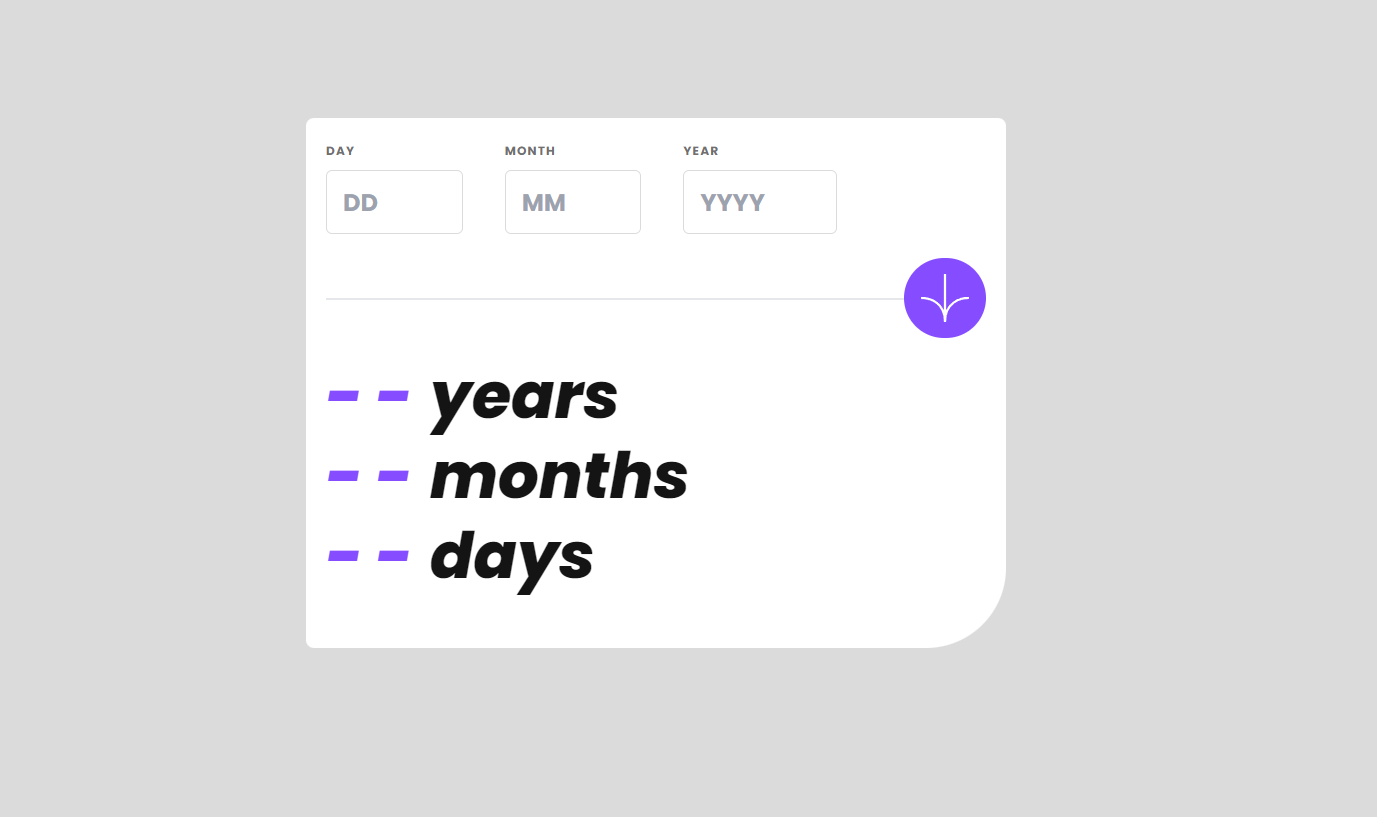 DAY MONTH YEAR
DD MM YYYY
-- years
-- months
-- days